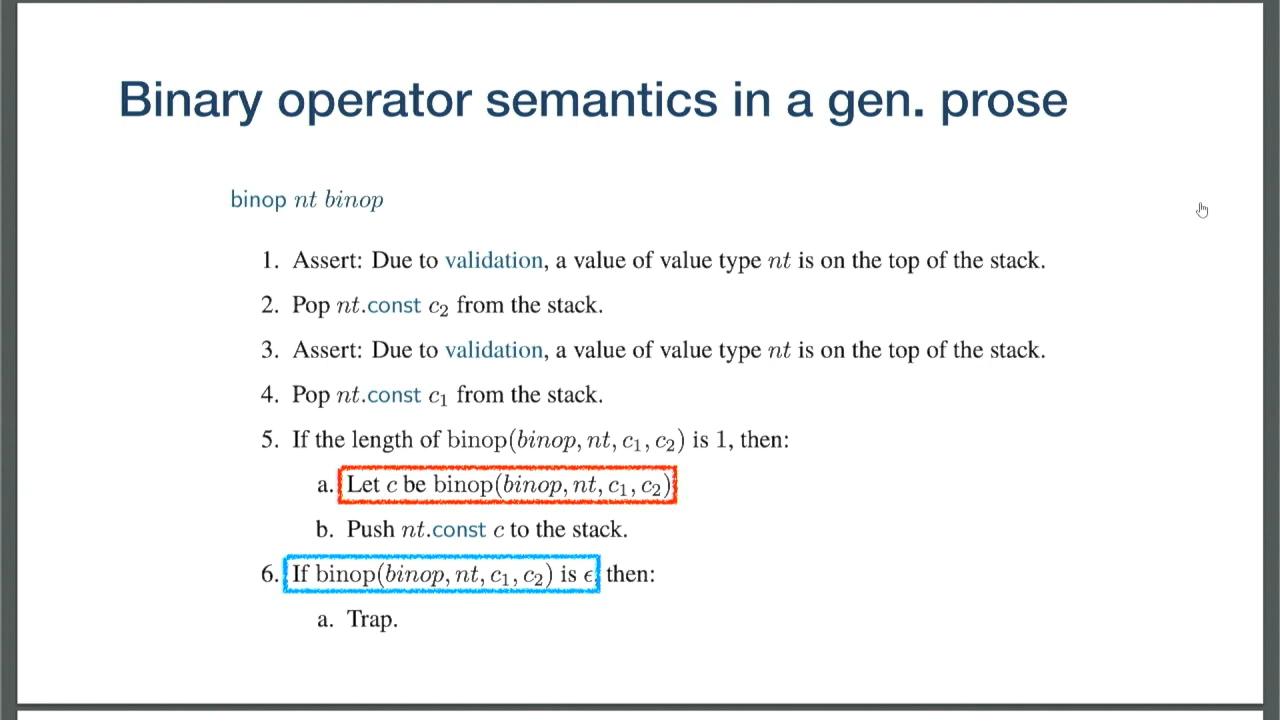 Binary operator semantics in a gen. prose
binop nt binop
1. Assert: Due to validation, a value of value type nt is on the top of the stack.
2. Pop nt.const c₂ from the stack.
3. Assert: Due to validation, a value of value type nt is on the top of the stack.
4. Pop nt.const c₁ from the stack.
5. If the length of binop(binop, nt, c₁, c₂) is 1, then:
a. Let c be binop(binop, nt, c₁, c₂)
b. Push nt.const c to the stack.
6. If binop(binop, nt, c₁, c₂) is ϵ, then:
a. Trap.